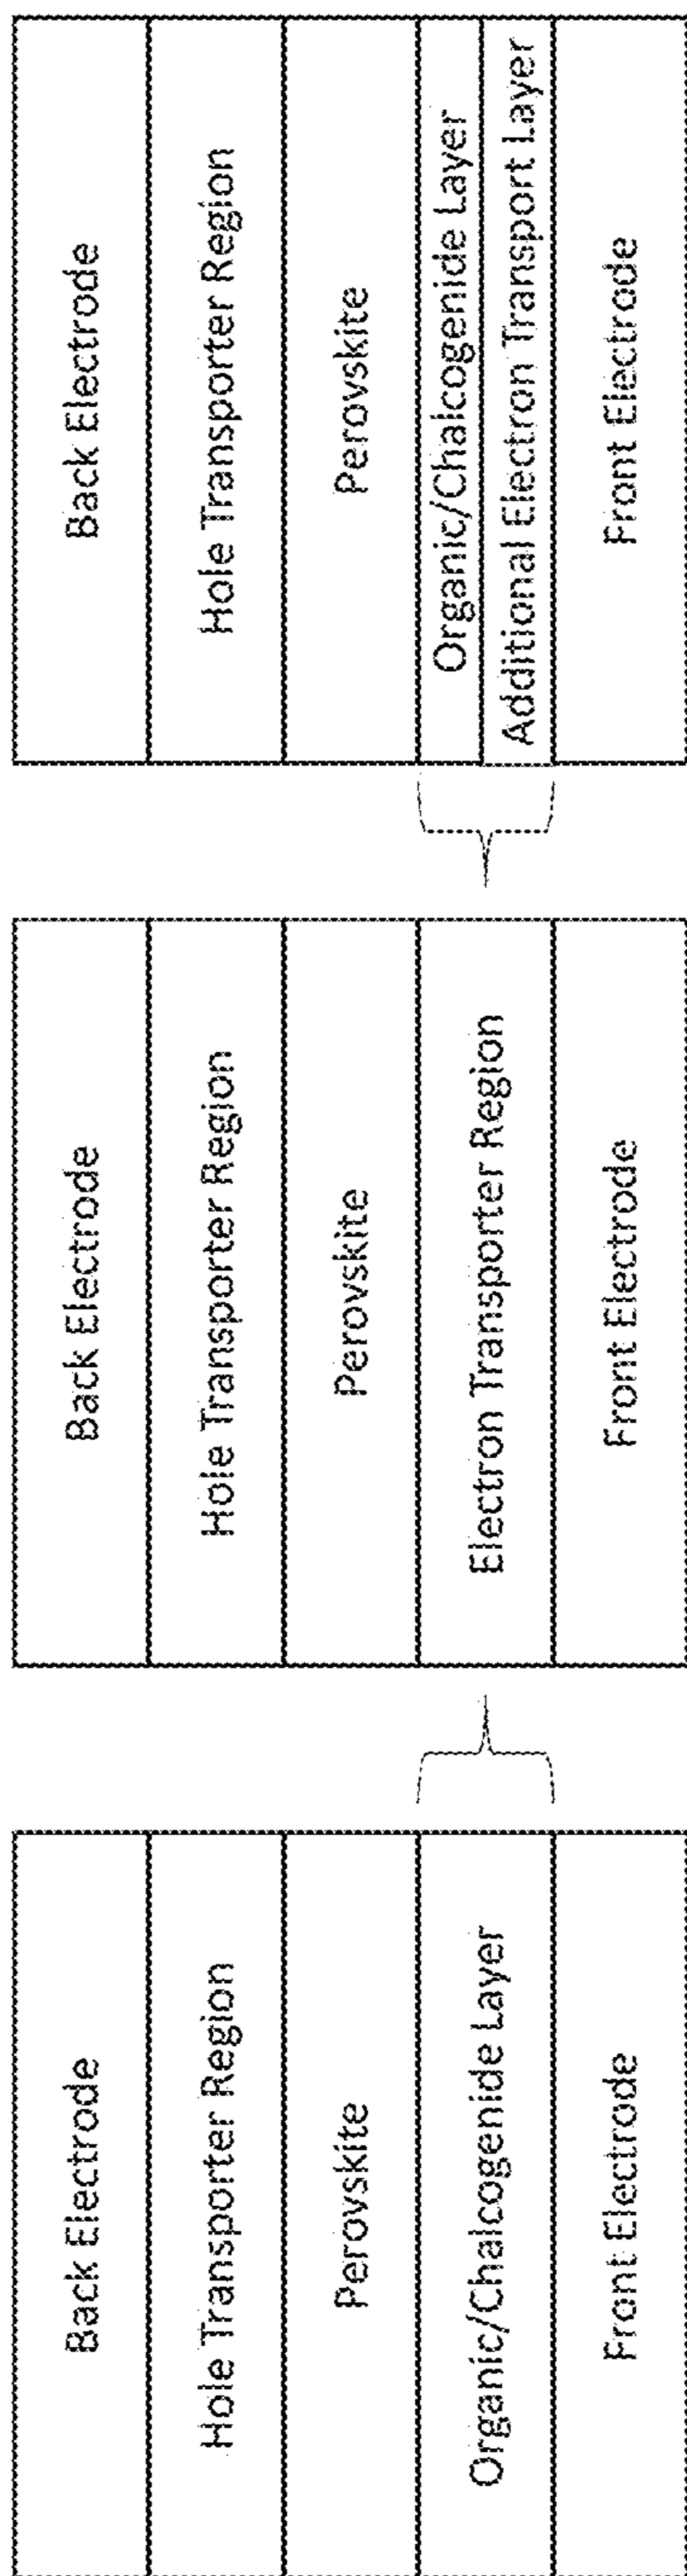 Back Electrode
Hole Transporter Region
Perovskite
Organic/Chalcogenide Layer
Front Electrode
Back Electrode
Hole Transporter Region
Perovskite
Electron Transporter Region
Front Electrode
Back Electrode
Hole Transporter Region
Perovskite
Organic/Chalcogenide Layer
Additional Electron Transport Layer
Front Electrode